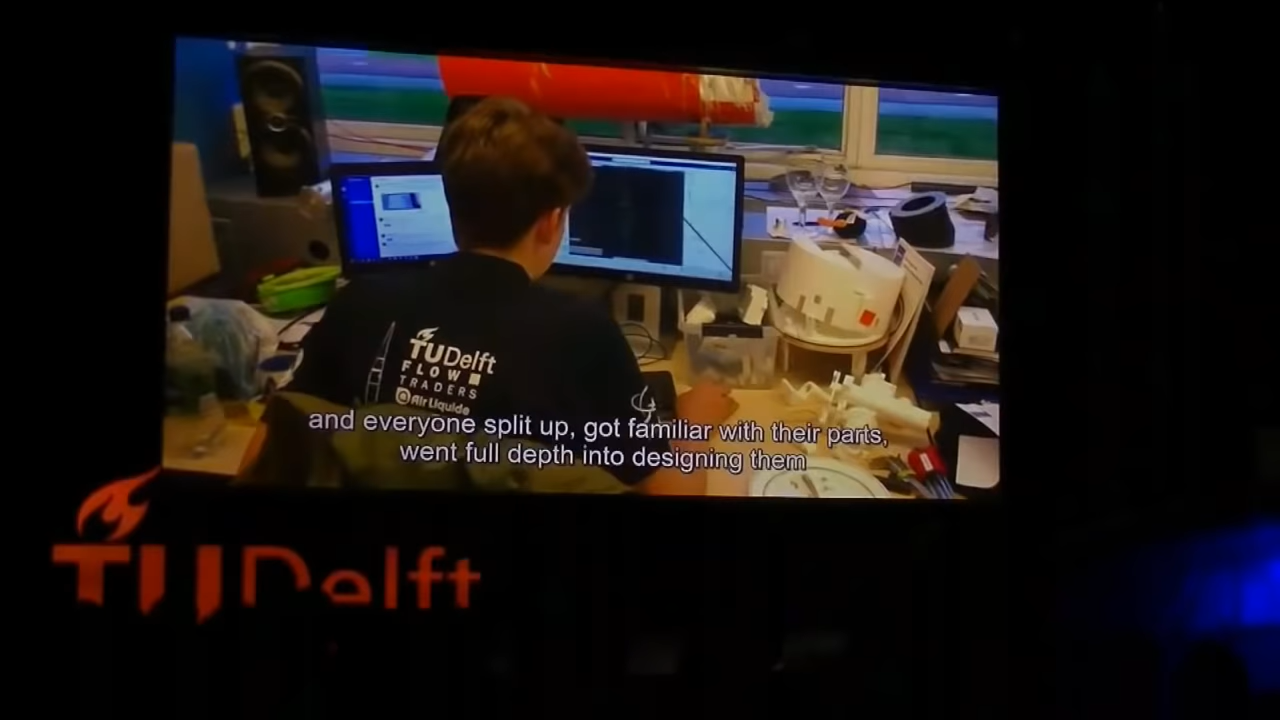 TUDelft
FLOW
TRADERS
Air Liquide
and everyone split up, got familiar with their parts,
went full depth into designing them
TUDelft